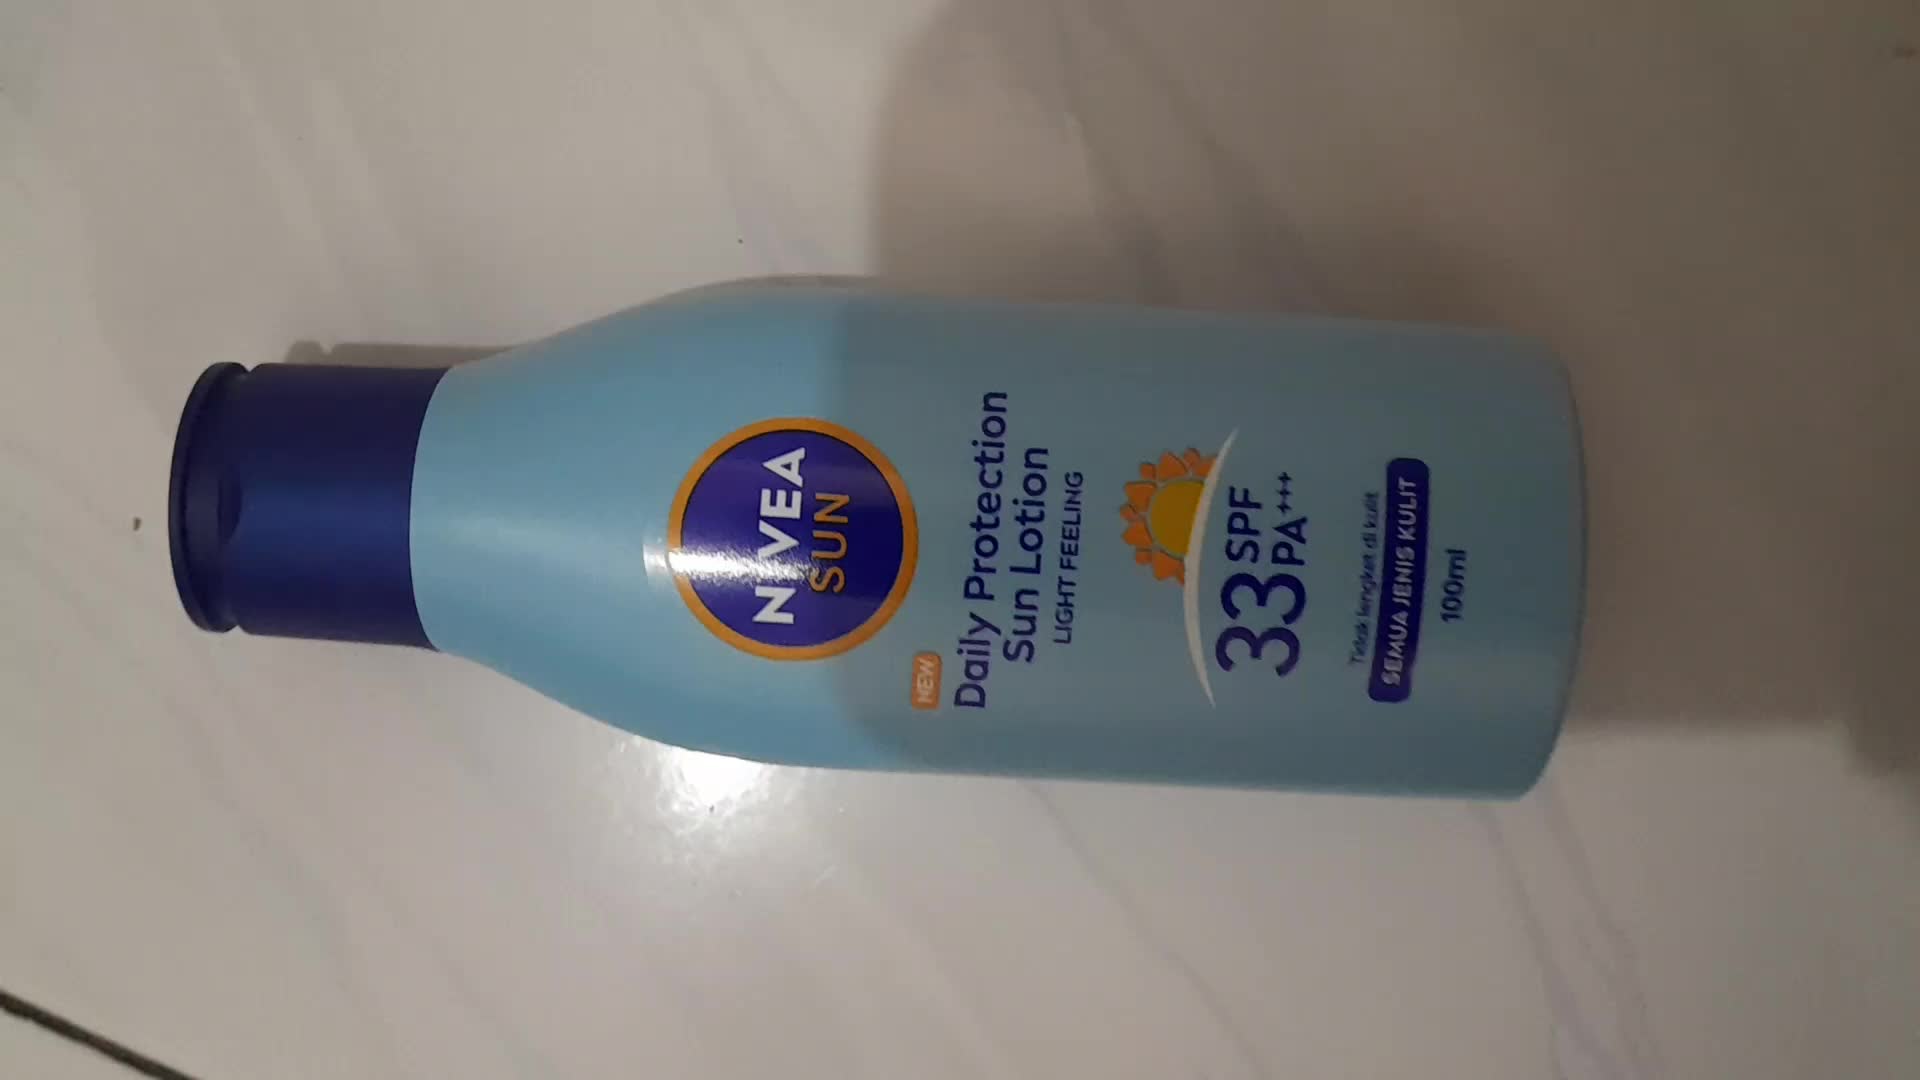 NIVEA
SUN
NEW
Daily Protection
Sun Lotion
LIGHT FEELING
33 SPF
PA+++
Tidak lengket di kulit
SEMUA JENIS KULIT
100ml